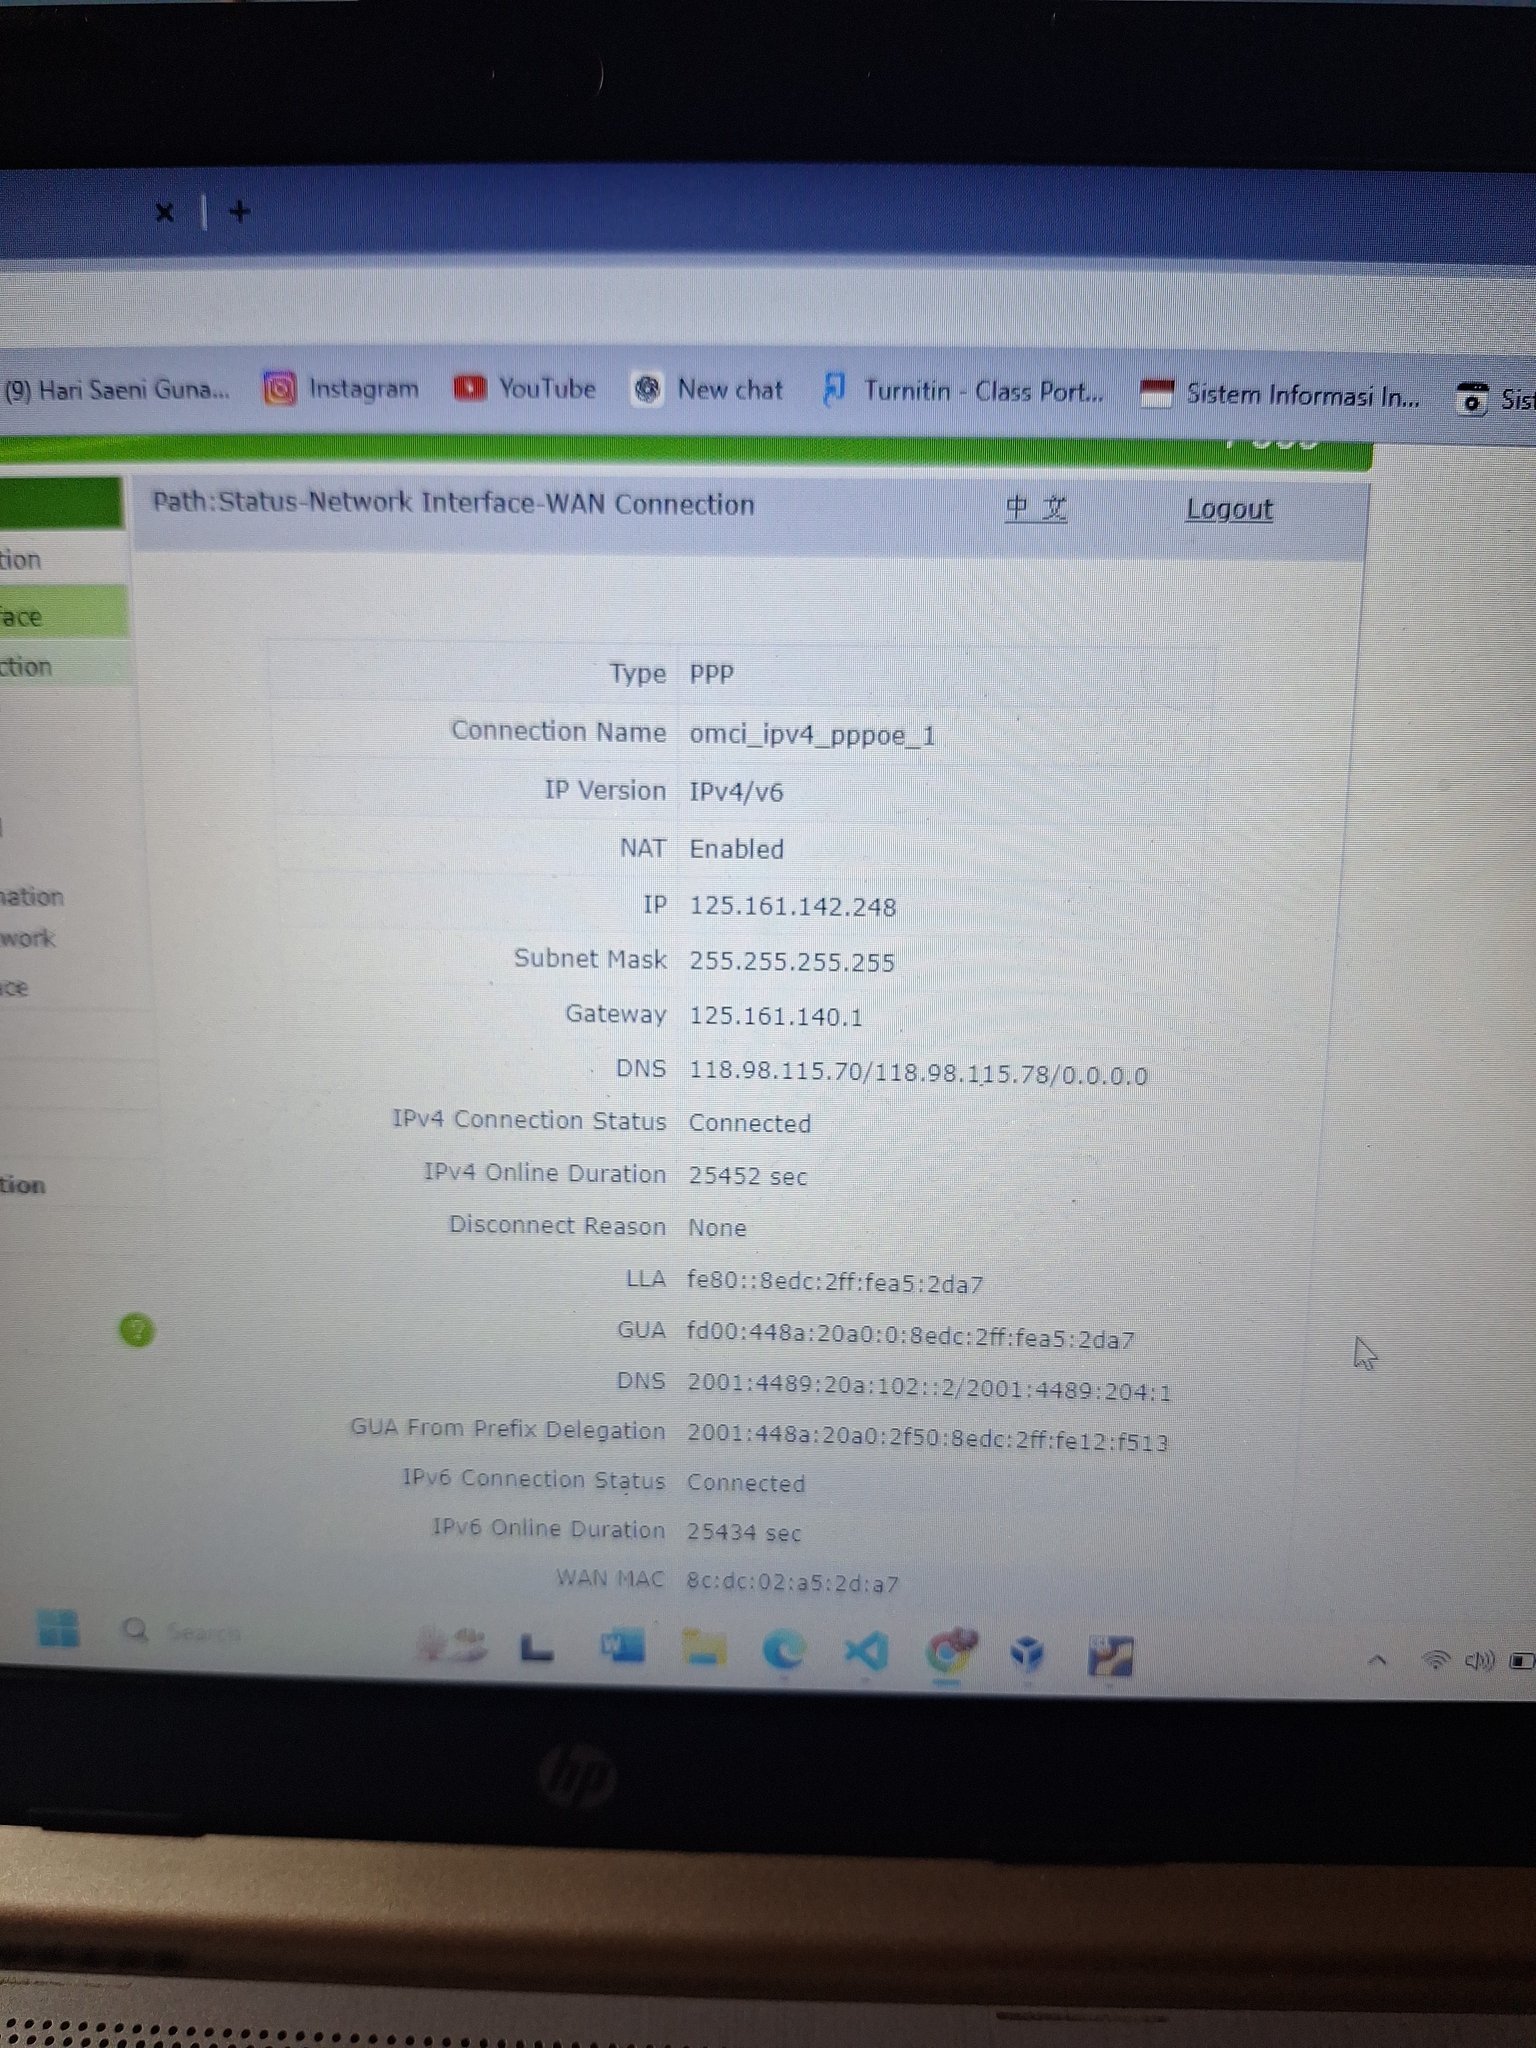 (9) Hari Saeni Guna... Instagram YouTube New chat Turnitin - Class Port... Sistem Informasi In... Sist
Path:Status-Network Interface-WAN Connection 中文 Logout
tion
face
ction
Type PPP
Connection Name omci_ipv4_pppoe_1
IP Version IPv4/v6
NAT Enabled
mation
IP 125.161.142.248
work
Subnet Mask 255.255.255.255
ace
Gateway 125.161.140.1
DNS 118.98.115.70/118.98.115.78/0.0.0.0
IPv4 Connection Status Connected
IPv4 Online Duration 25452 sec
tion
Disconnect Reason None
LLA fe80::8edc:2ff:fea5:2da7
GUA fd00:448a:20a0:0:8edc:2ff:fea5:2da7
DNS 2001:4489:20a:102::2/2001:4489:204:1
GUA From Prefix Delegation 2001:448a:20a0:2f50:8edc:2ff:fe12:f513
IPv6 Connection Status Connected
IPv6 Online Duration 25434 sec
WAN MAC 8c:dc:02:a5:2d:a7
Search
hp